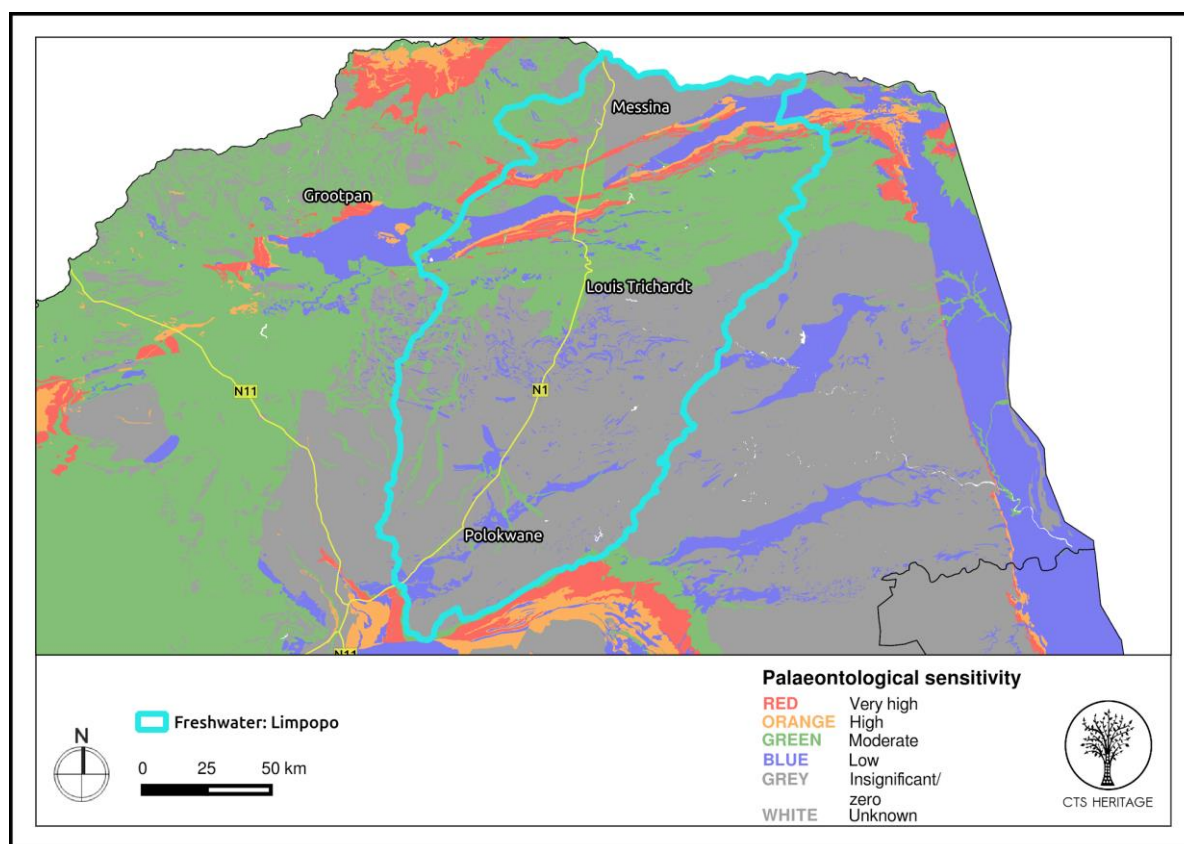 Messina
Grootpan
Louis Trichardt
N11
N1
Polokwane
N11
N
Freshwater: Limpopo
0 25 50 km
Palaeontological sensitivity
RED Very high
ORANGE High
GREEN Moderate
BLUE Low
GREY Insignificant/
zero
WHITE Unknown
CTS HERITAGE